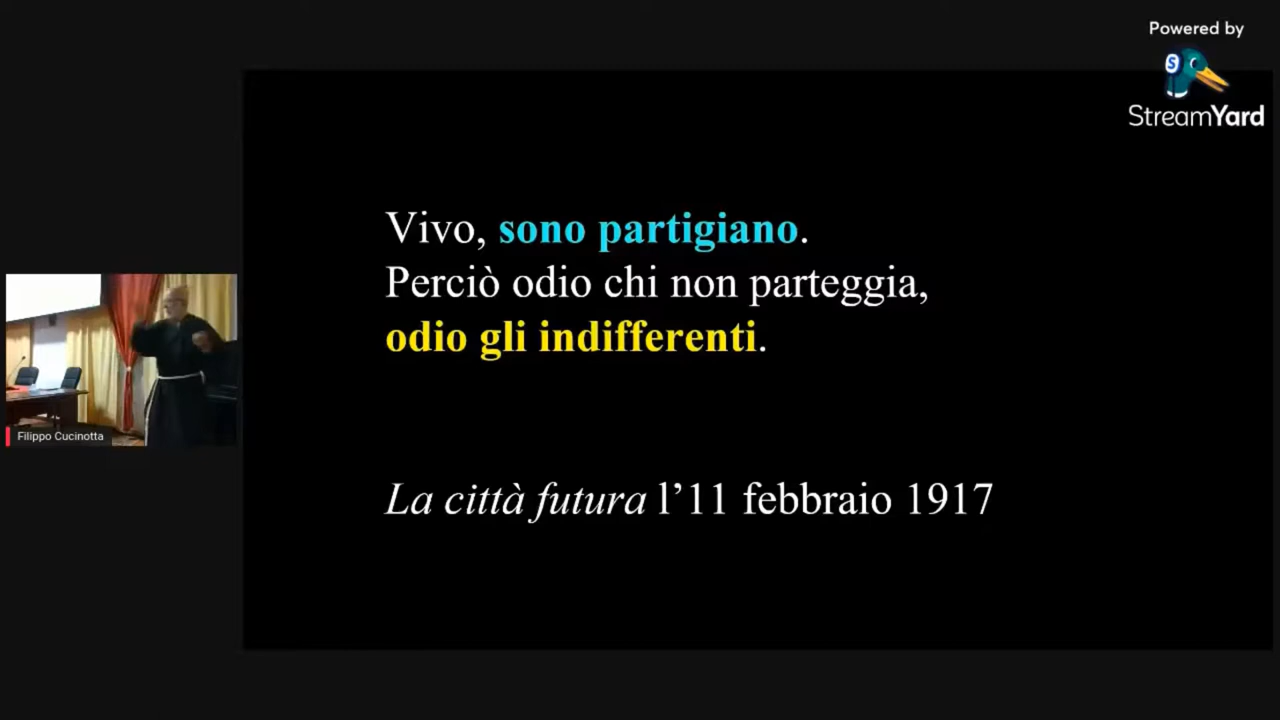 Powered by
StreamYard
Vivo, sono partigiano.
Perciò odio chi non parteggia,
odio gli indifferenti.
La città futura l’11 febbraio 1917
Filippo Cucinotta